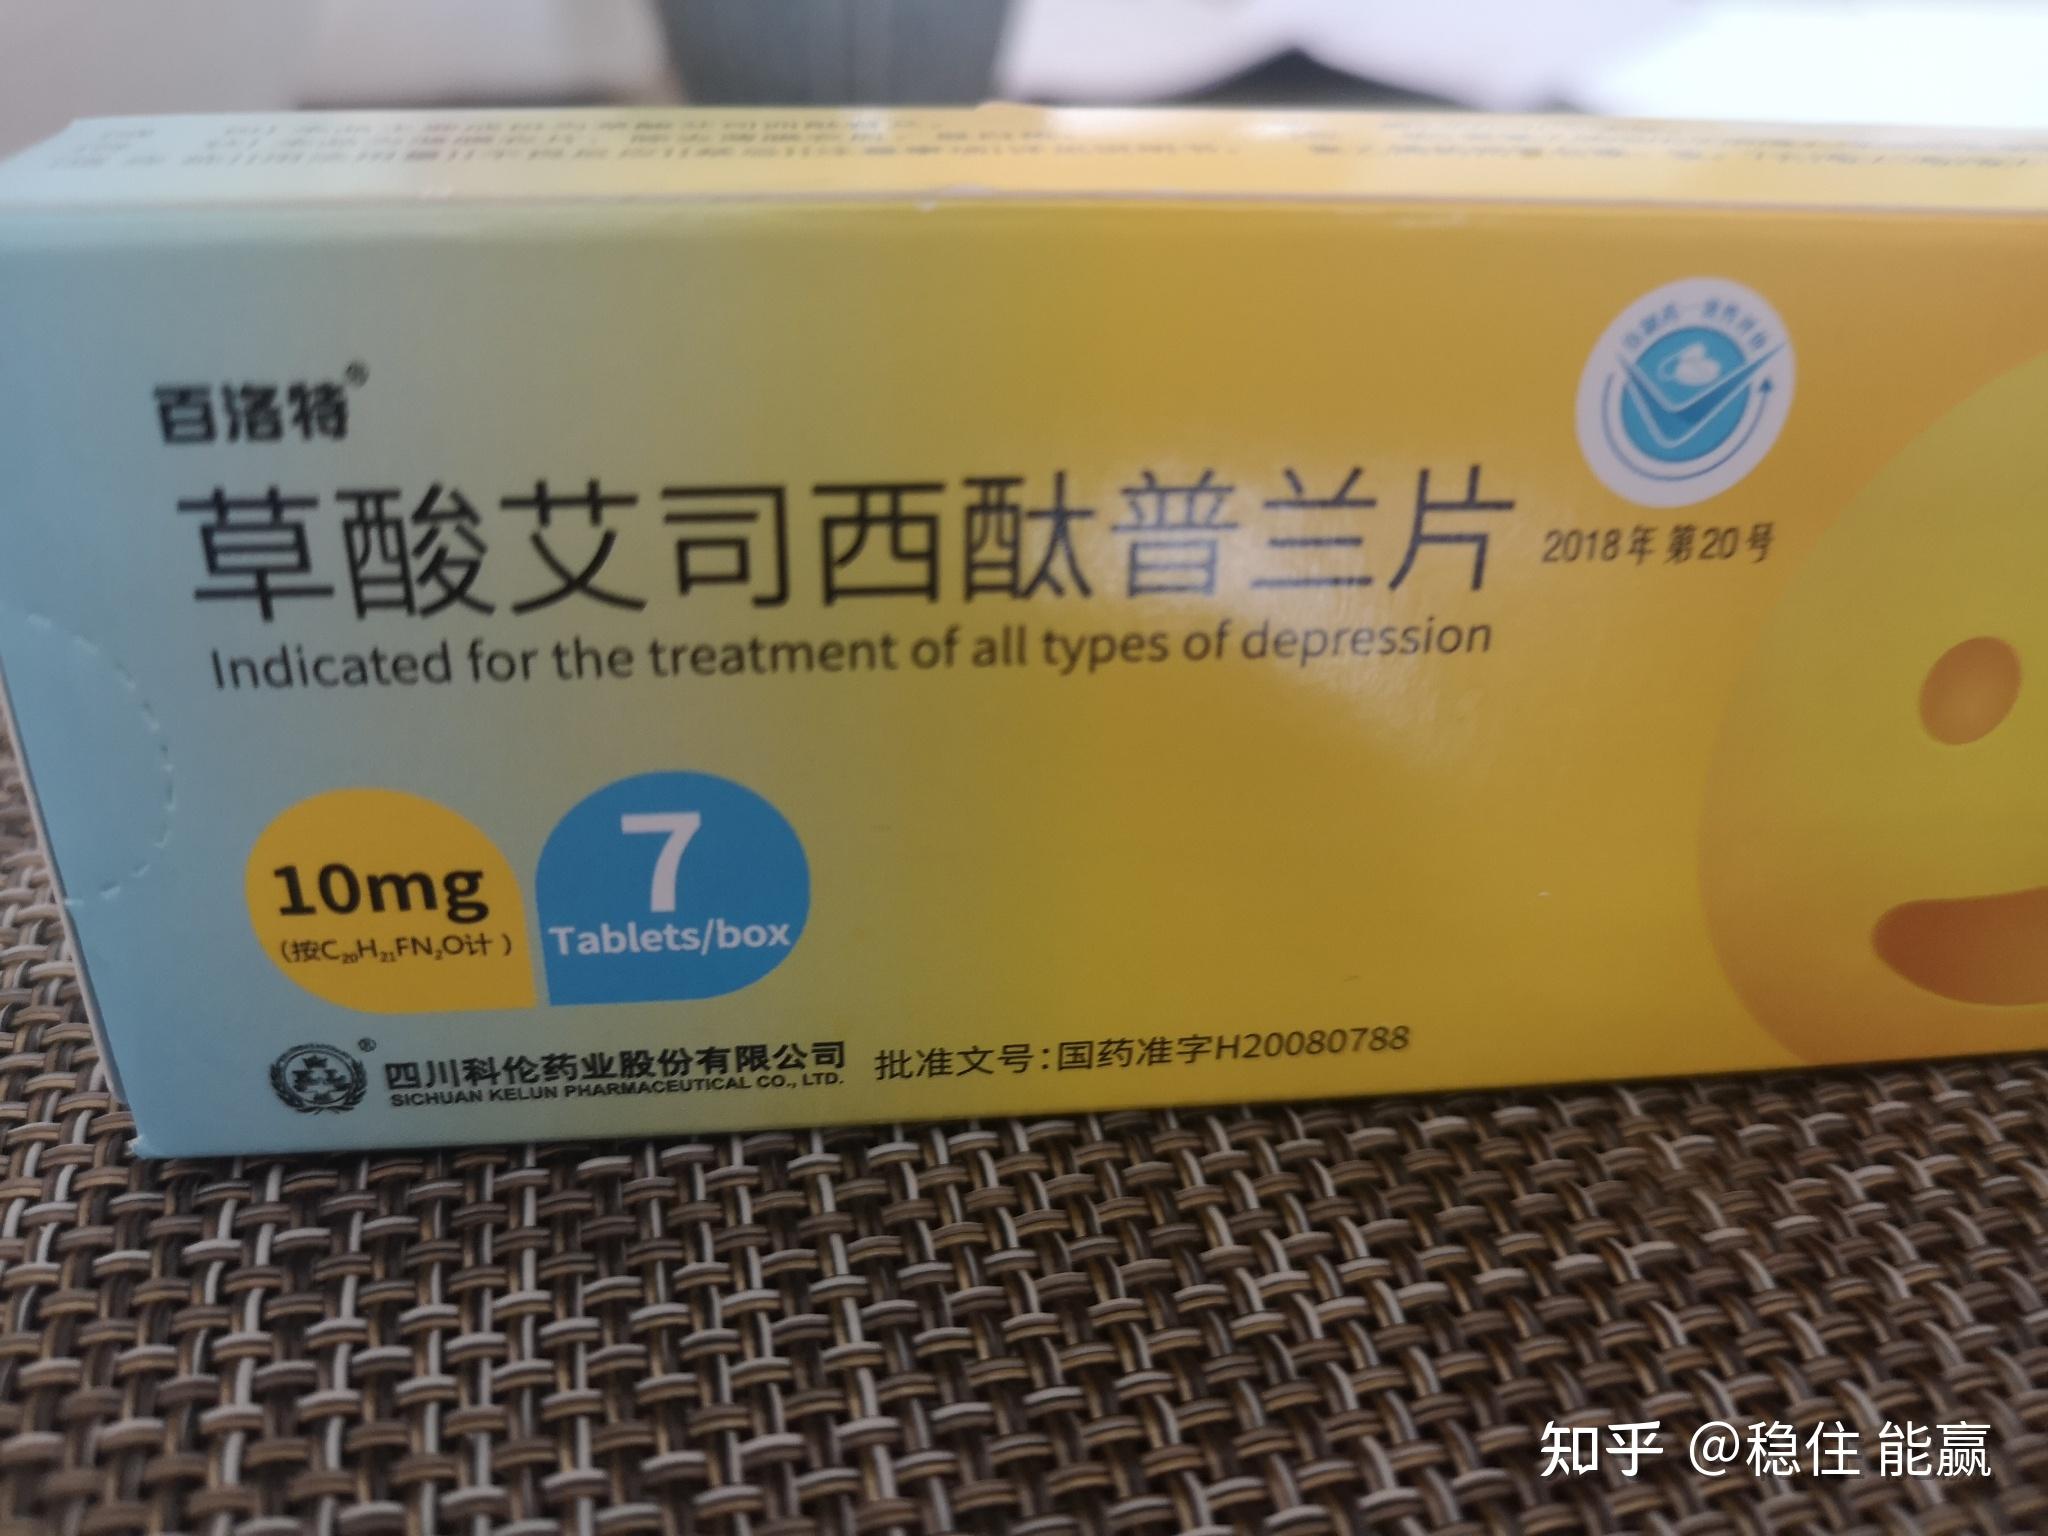 百洛特®
草酸艾司西酞普兰片
2018年 第20号
Indicated for the treatment of all types of depression
10mg
(按C₂₀H₂₁FN₂O计)
7
Tablets/box
四川科伦药业股份有限公司
SICHUAN KELUN PHARMACEUTICAL CO., LTD.
批准文号:国药准字H20080788
知乎 @稳住 能赢